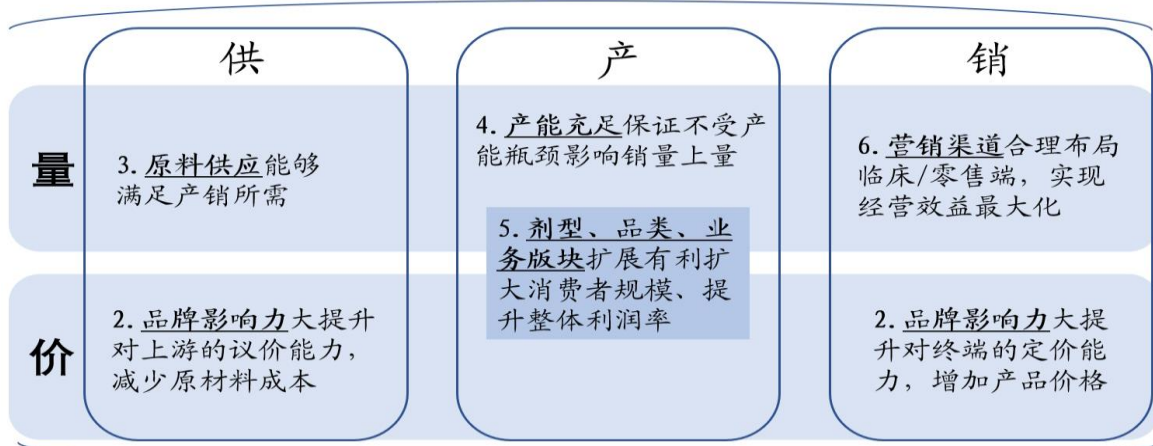 供
产
销
量
3. 原料供应能够
满足产销所需
4. 产能充足保证不受产
能瓶颈影响销量上量
6. 营销渠道合理布局
临床/零售端，实现
经营效益最大化
5. 剂型、品类、业
务版块扩展有利扩
大消费者规模、提
升整体利润率
价
2. 品牌影响力大提升
对上游的议价能力，
减少原材料成本
2. 品牌影响力大提
升对终端的定价能
力，增加产品价格